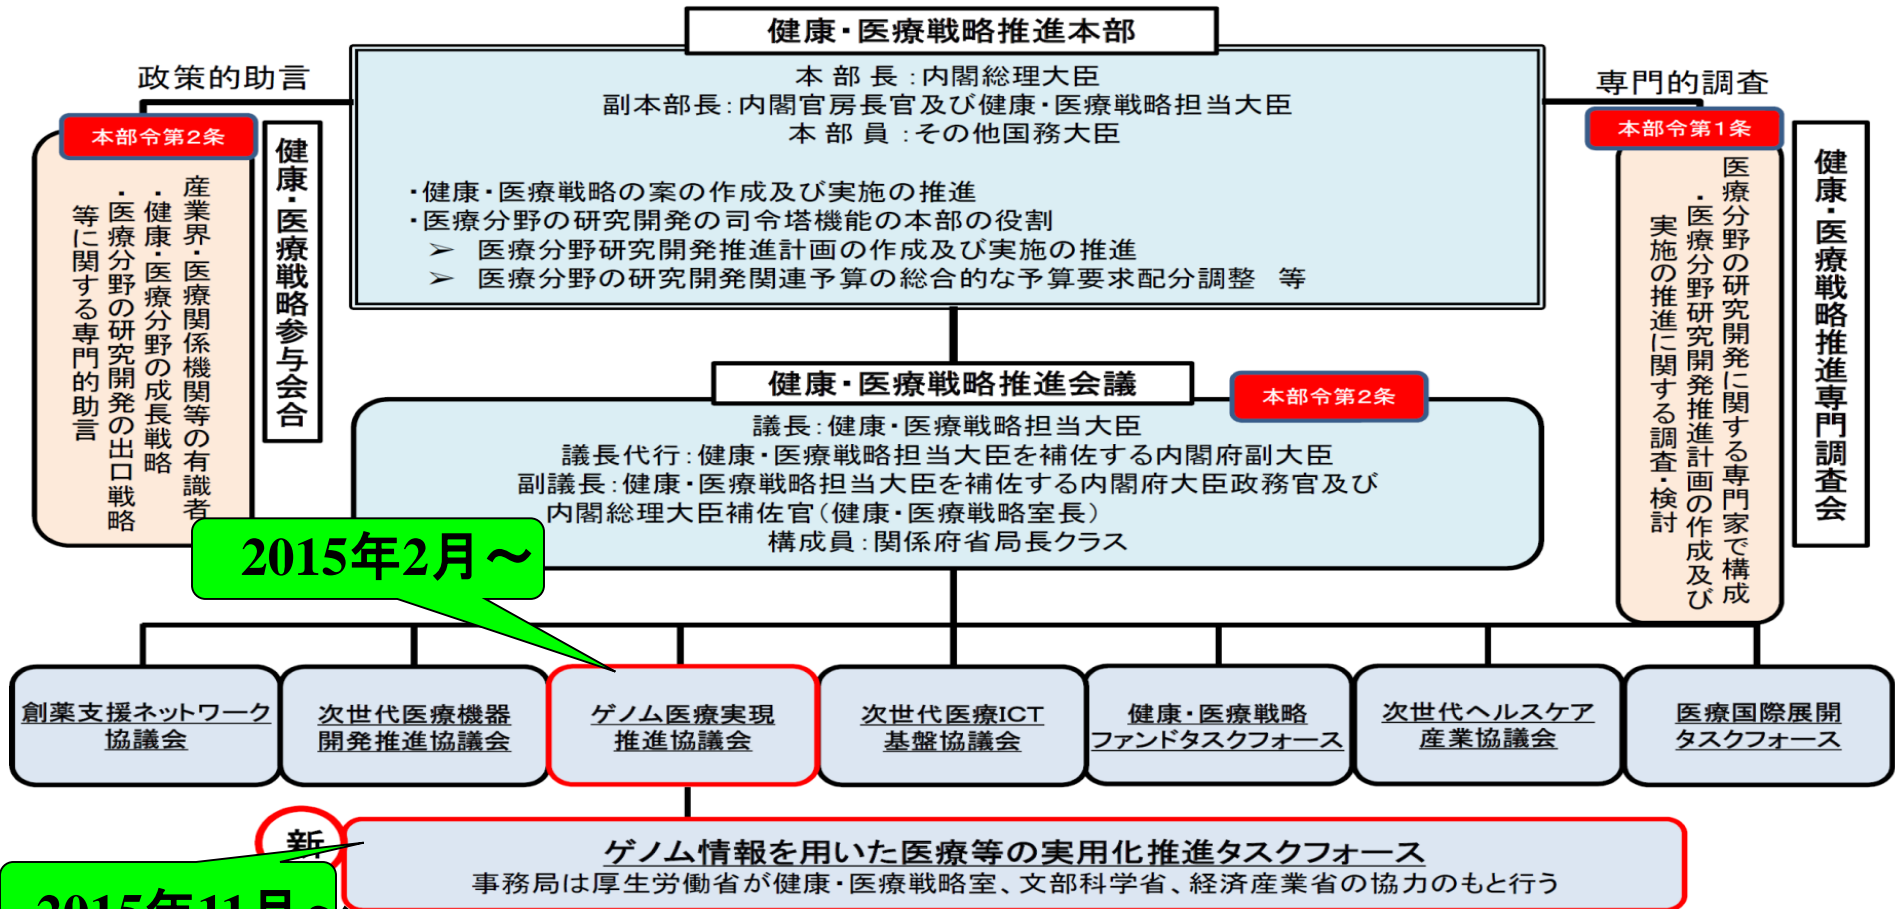 健康・医療戦略推進本部
本 部 長：内閣総理大臣
副本部長：内閣官房長官及び健康・医療戦略担当大臣
本 部 員：その他国務大臣
・健康・医療戦略の案の作成及び実施の推進
・医療分野の研究開発の司令塔機能の本部の役割
➢ 医療分野研究開発推進計画の作成及び実施の推進
➢ 医療分野の研究開発関連予算の総合的な予算要求配分調整　等
政策的助言
本部令第2条
健康・医療戦略参与会合
産業界・医療関係機関等の有識者
・健康・医療分野の成長戦略
・医療分野の研究開発の出口戦略
等に関する専門的助言
専門的調査
本部令第1条
健康・医療戦略推進専門調査会
医療分野の研究開発に関する専門家で構成
・医療分野研究開発推進計画の作成及び
実施の推進に関する調査・検討
健康・医療戦略推進会議
本部令第2条
議長：健康・医療戦略担当大臣
議長代行：健康・医療戦略担当大臣を補佐する内閣府副大臣
副議長：健康・医療戦略担当大臣を補佐する内閣府大臣政務官及び
内閣総理大臣補佐官（健康・医療戦略室長）
構成員：関係府省局長クラス
2015年2月～
創薬支援ネットワーク
協議会
次世代医療機器
開発推進協議会
ゲノム医療実現
推進協議会
次世代医療ICT
基盤協議会
健康・医療戦略
ファンドタスクフォース
次世代ヘルスケア
産業協議会
医療国際展開
タスクフォース
新
ゲノム情報を用いた医療等の実用化推進タスクフォース
事務局は厚生労働省が健康・医療戦略室、文部科学省、経済産業省の協力のもと行う
2015年11月～